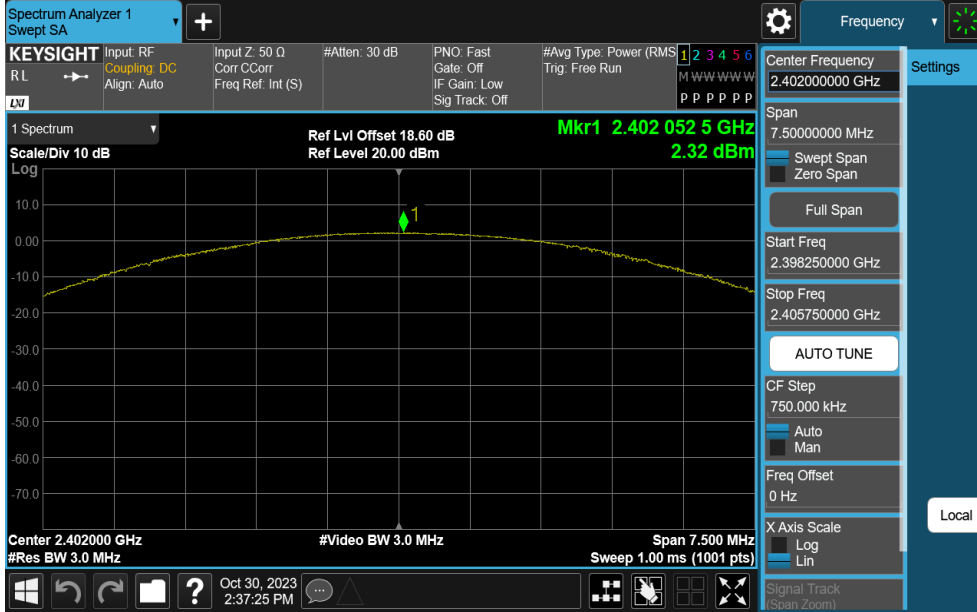 Spectrum Analyzer 1
Swept SA
Frequency
KEYSIGHT
R L
LXI
Input: RF
Coupling: DC
Align: Auto
Input Z: 50 Ω
Corr CCorr
Freq Ref: Int (S)
#Atten: 30 dB
PNO: Fast
Gate: Off
IF Gain: Low
Sig Track: Off
#Avg Type: Power (RMS
Trig: Free Run
1 2 3 4 5 6
M W W W W W
P P P P P P
1 Spectrum
Scale/Div 10 dB
Log
Ref Lvl Offset 18.60 dB
Ref Level 20.00 dBm
Mkr1 2.402 052 5 GHz
2.32 dBm
1
10.0
0.00
-10.0
-20.0
-30.0
-40.0
-50.0
-60.0
-70.0
Center 2.402000 GHz
#Res BW 3.0 MHz
#Video BW 3.0 MHz
Span 7.500 MHz
Sweep 1.00 ms (1001 pts)
Oct 30, 2023
2:37:25 PM
Center Frequency
2.402000000 GHz
Span
7.50000000 MHz
Swept Span
Zero Span
Full Span
Start Freq
2.398250000 GHz
Stop Freq
2.405750000 GHz
AUTO TUNE
CF Step
750.000 kHz
Auto
Man
Freq Offset
0 Hz
X Axis Scale
Log
Lin
Signal Track
(Span Zoom)
Settings
Local